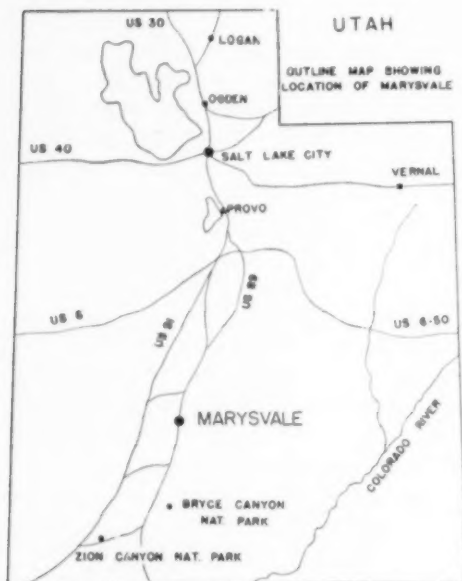 US 30
UTAH
LOGAN
OUTLINE MAP SHOWING
LOCATION OF MARYSVALE
OGDEN
US 40
SALT LAKE CITY
VERNAL
PROVO
US 89
US 6
US 91
US 6-50
MARYSVALE
COLORADO RIVER
BRYCE CANYON
NAT. PARK
ZION CANYON NAT. PARK